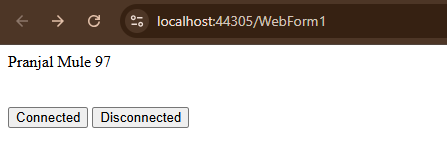 localhost:44305/WebForm1
Pranjal Mule 97
Connected Disconnected